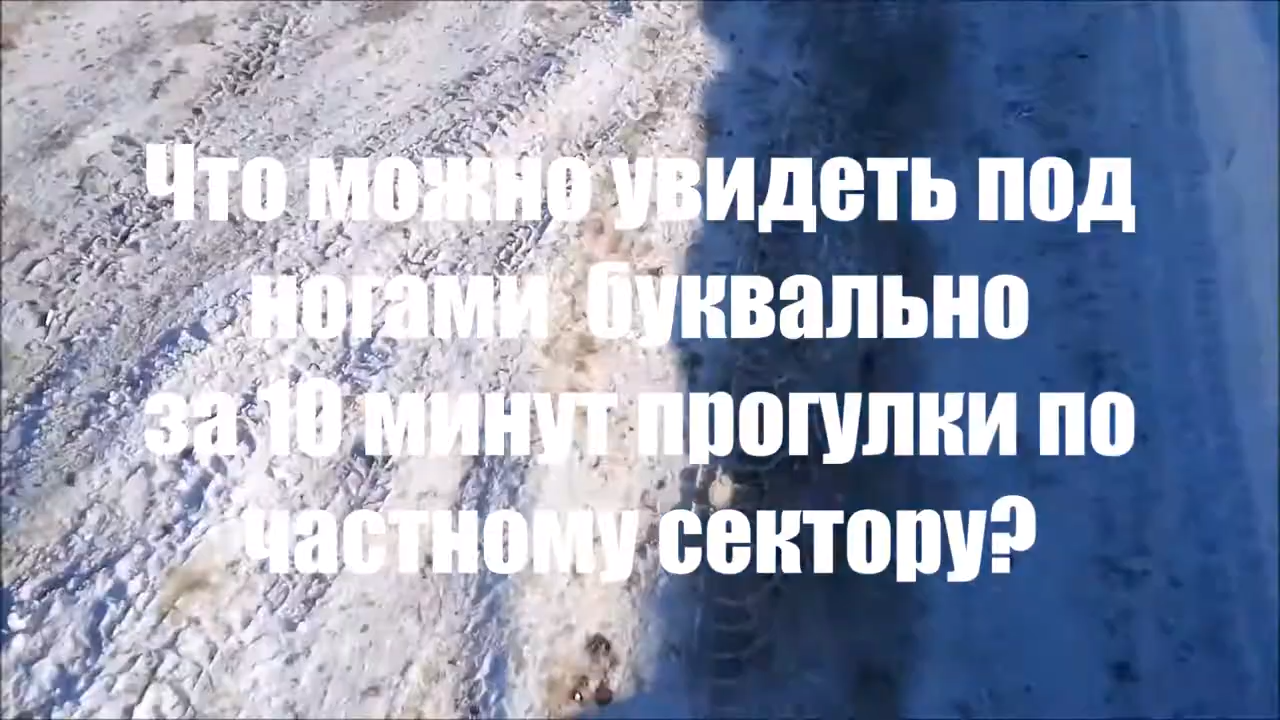 Что можно увидеть под
ногами буквально
за 10 минут прогулки по
частному сектору?